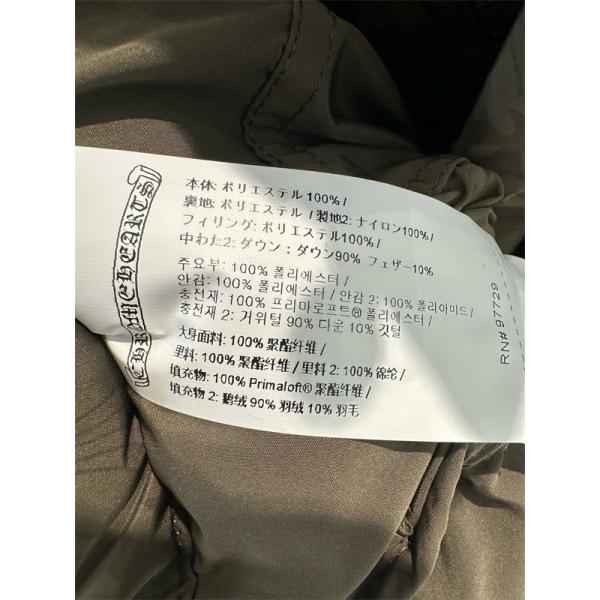 CHROME HEARTS
本体: ポリエステル 100% /
裏地: ポリエステル / 裝地2: ナイロン100%/
フィリング: ポリエステル100%/
中わた2: ダウン : ダウン90% フェザー10%
주요부: 100% 폴리에스터 /
안감: 100% 폴리에스터 / 안감 2: 100% 폴리아미드/
충전재: 100% 프리마로프트® 폴리에스터/
충전재 2: 거위털 90% 다운 10% 깃털
大身面料: 100% 聚酯纤维/
里料: 100% 聚酯纤维/ 里料 2: 100% 锦纶/
填充物: 100% Primaloft® 聚酯纤维/
填充物 2: 鹅绒90% 羽绒10% 羽毛
RN# 97729